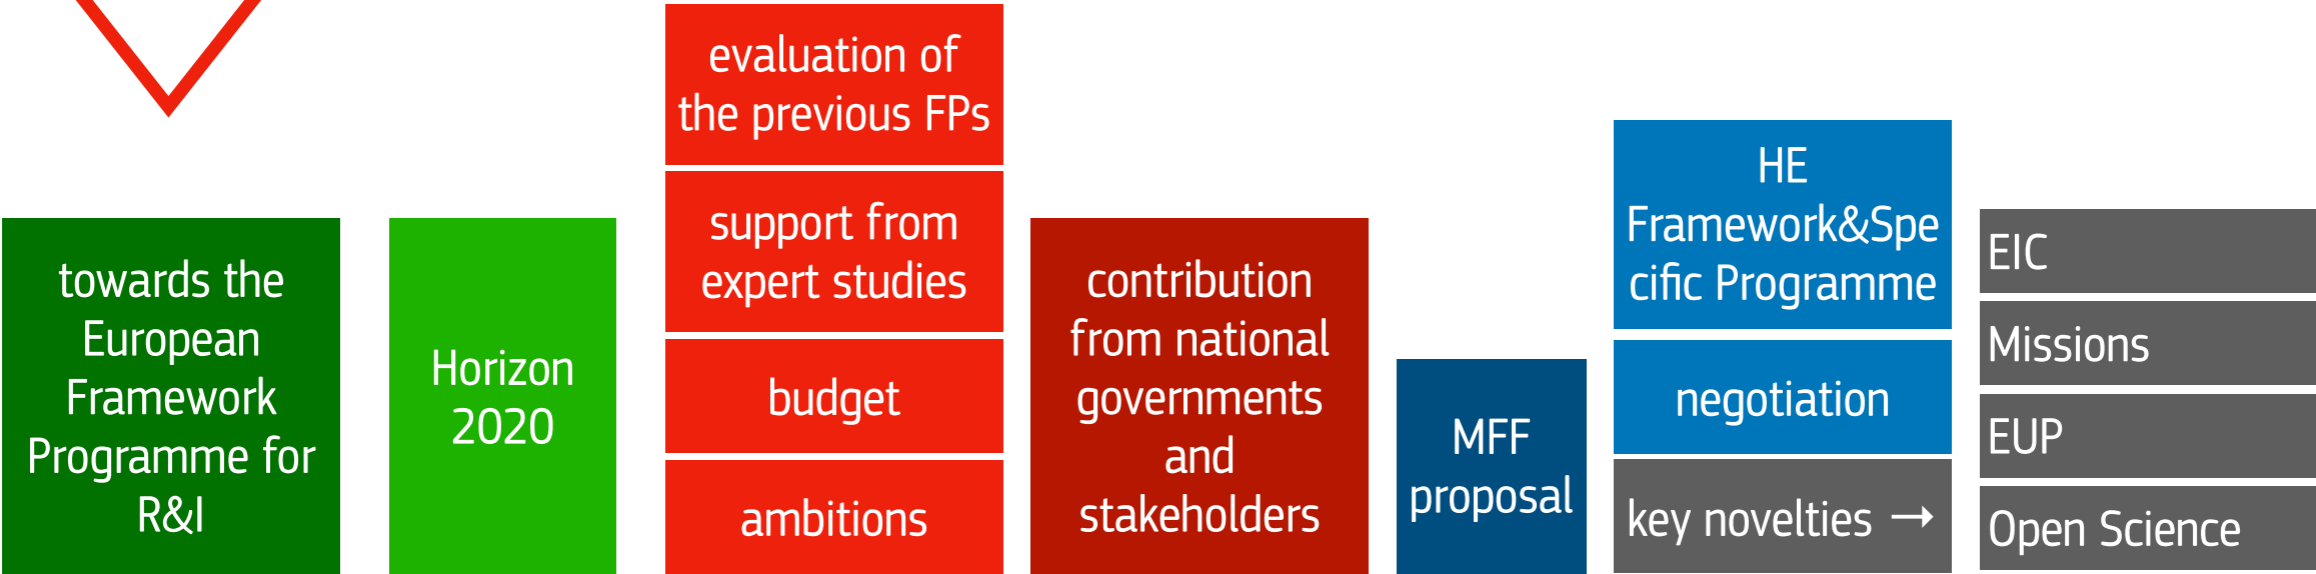 towards the
European
Framework
Programme for
R&I
Horizon
2020
evaluation of
the previous FPs
support from
expert studies
budget
ambitions
contribution
from national
governments
and
stakeholders
MFF
proposal
HE
Framework&Spe
cific Programme
negotiation
key novelties →
EIC
Missions
EUP
Open Science